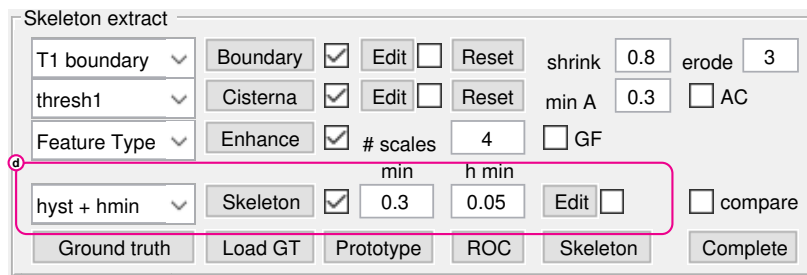 Skeleton extract
T1 boundary Boundary Edit Reset shrink 0.8 erode 3
thresh1 Cisterna Edit Reset min A 0.3 AC
Feature Type Enhance # scales 4 GF
d
min h min
hyst + hmin Skeleton 0.3 0.05 Edit compare
Ground truth Load GT Prototype ROC Skeleton Complete